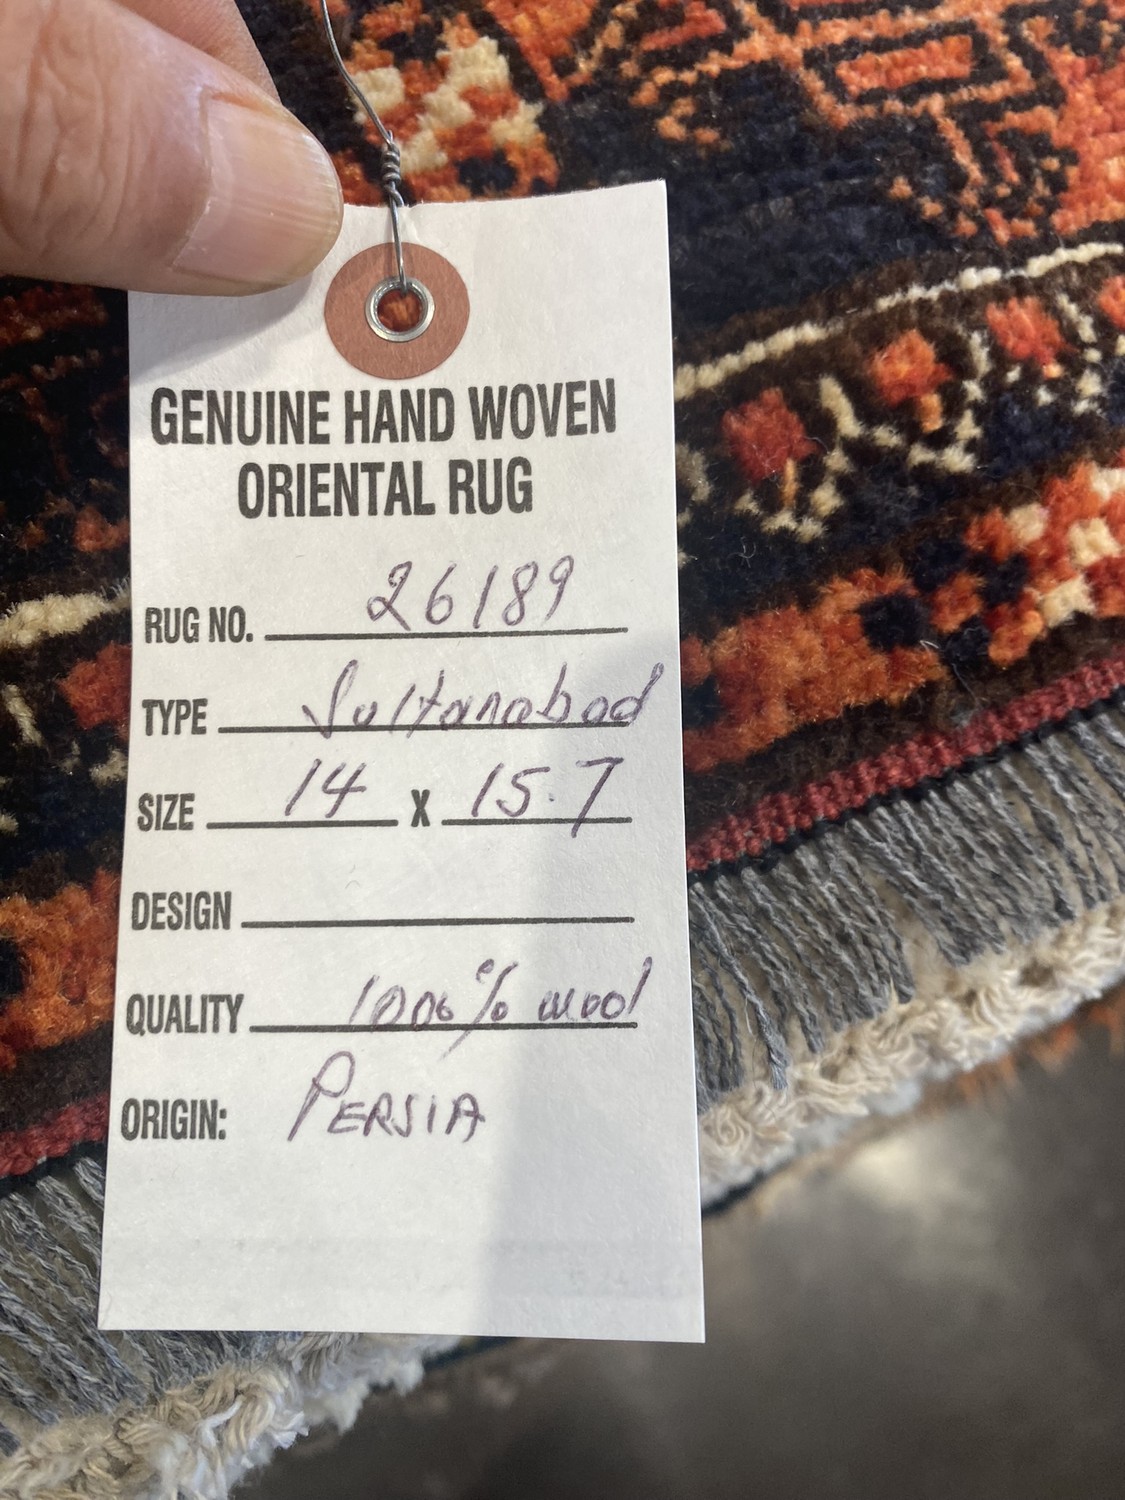 GENUINE HAND WOVEN
ORIENTAL RUG
RUG NO. 26189
TYPE Sultanabad
SIZE 14 X 15.7
DESIGN
QUALITY 100% wool
ORIGIN: PERSIA